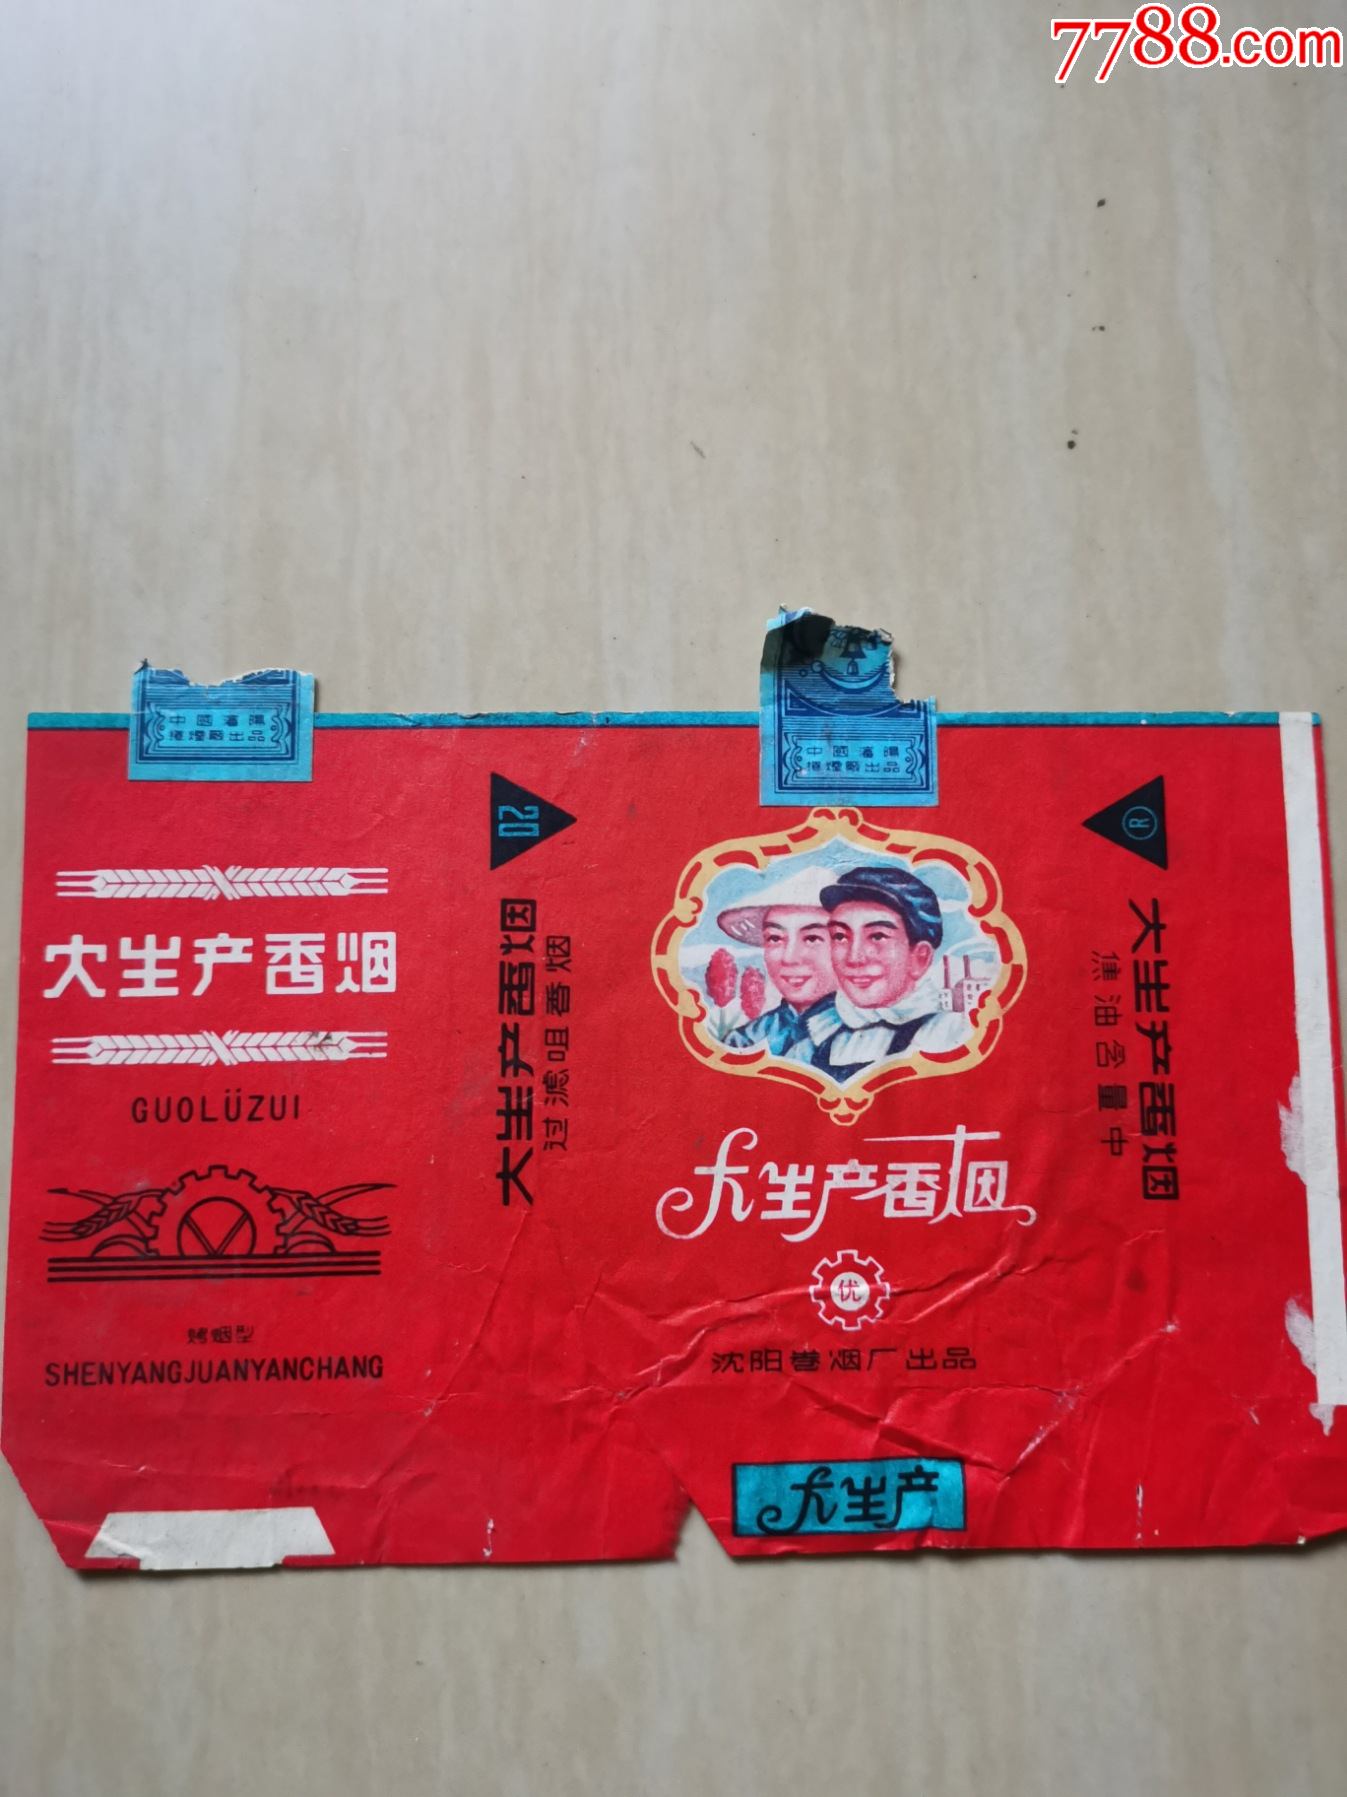 7788.com
中國瀋陽
捲煙廠出品
中國瀋陽
捲煙廠出品
大生产香烟
GUOLÜZUI
烤烟型
SHENYANGJUANYANCHANG
20
大生产香烟
过滤咀香烟
大生产香烟
优
沈阳卷烟厂出品
大生产
R
大生产香烟
焦油含量中